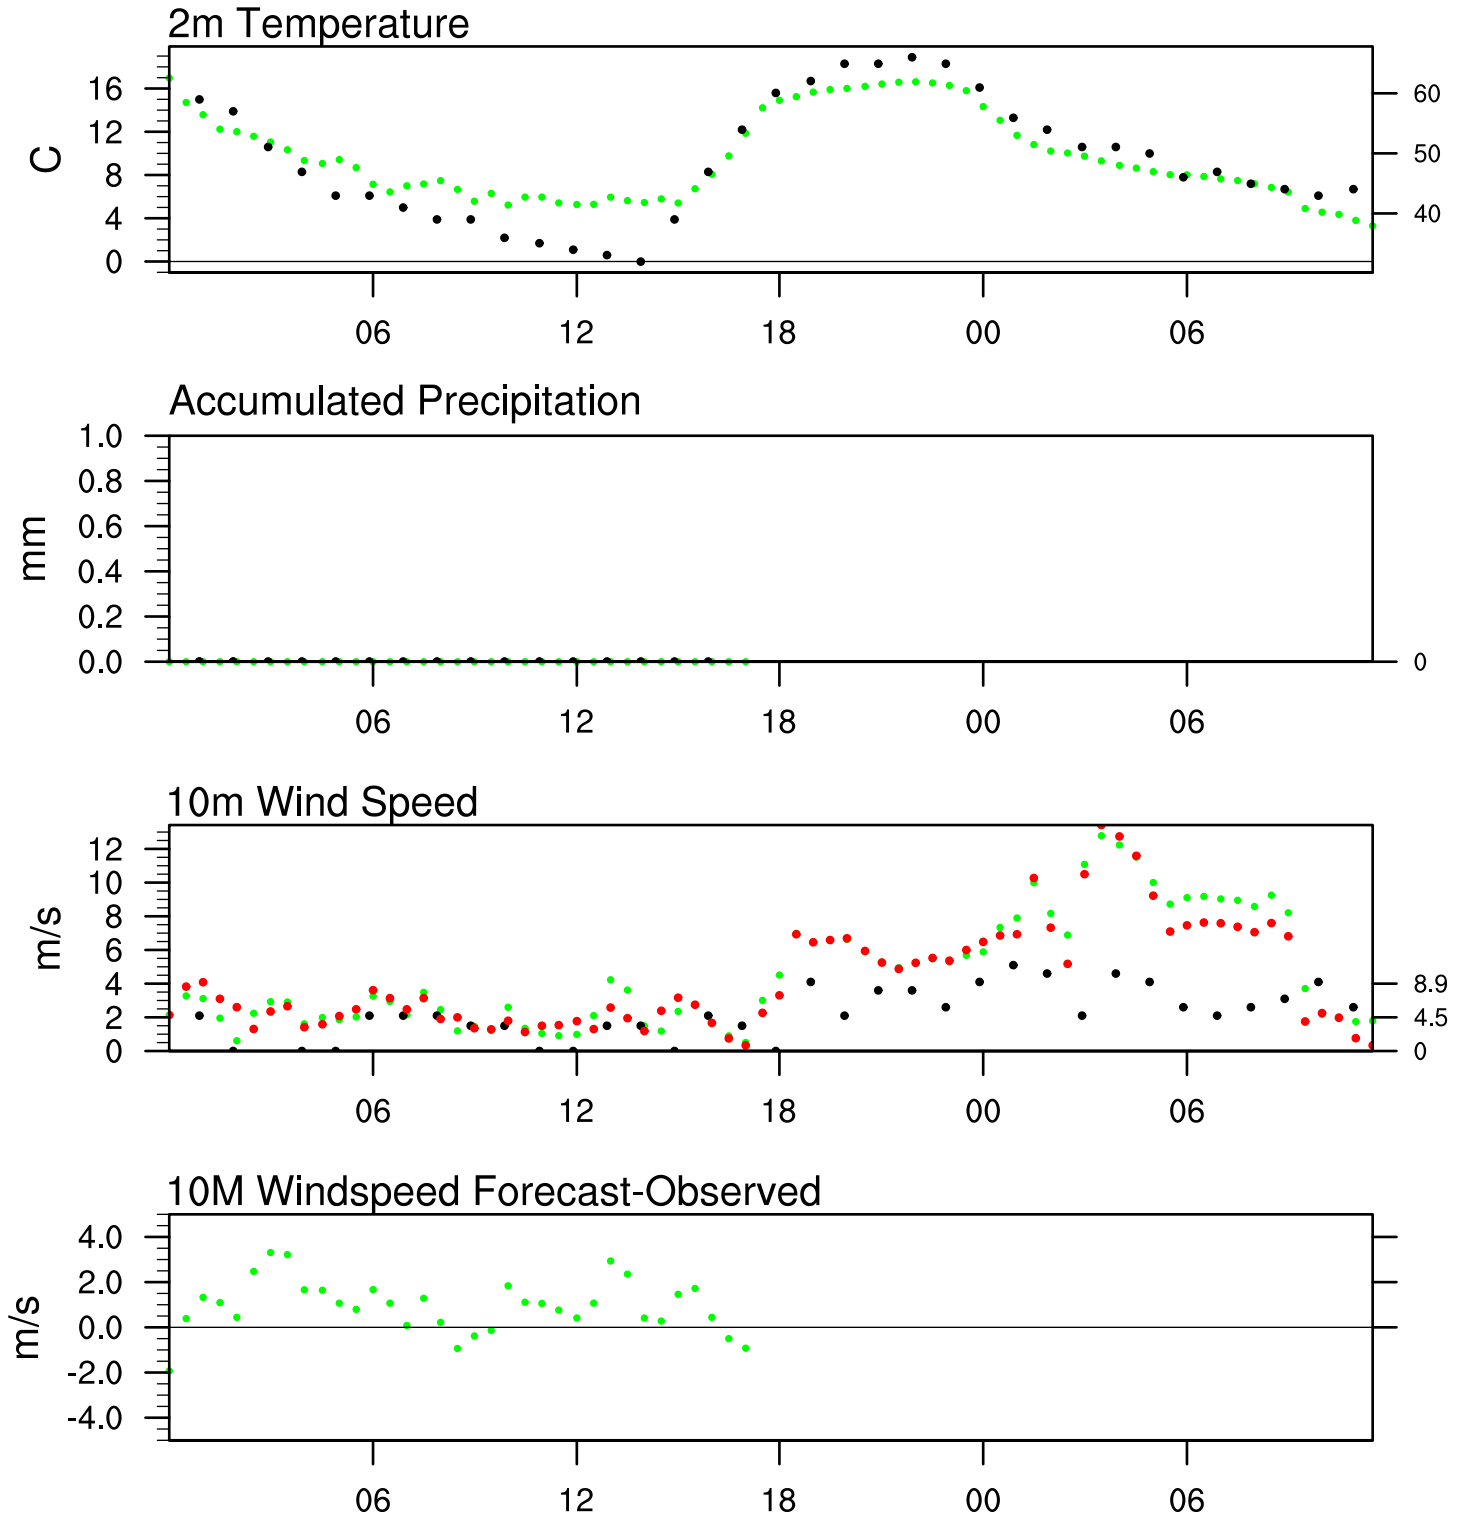 2m Temperature
16
12
8
4
0
C
60
50
40
06 12 18 00 06
Accumulated Precipitation
1.0
0.8
0.6
0.4
0.2
0.0
mm
0
06 12 18 00 06
10m Wind Speed
12
10
8
6
4
2
0
m/s
8.9
4.5
0
06 12 18 00 06
10M Windspeed Forecast-Observed
4.0
2.0
0.0
-2.0
-4.0
m/s
06 12 18 00 06